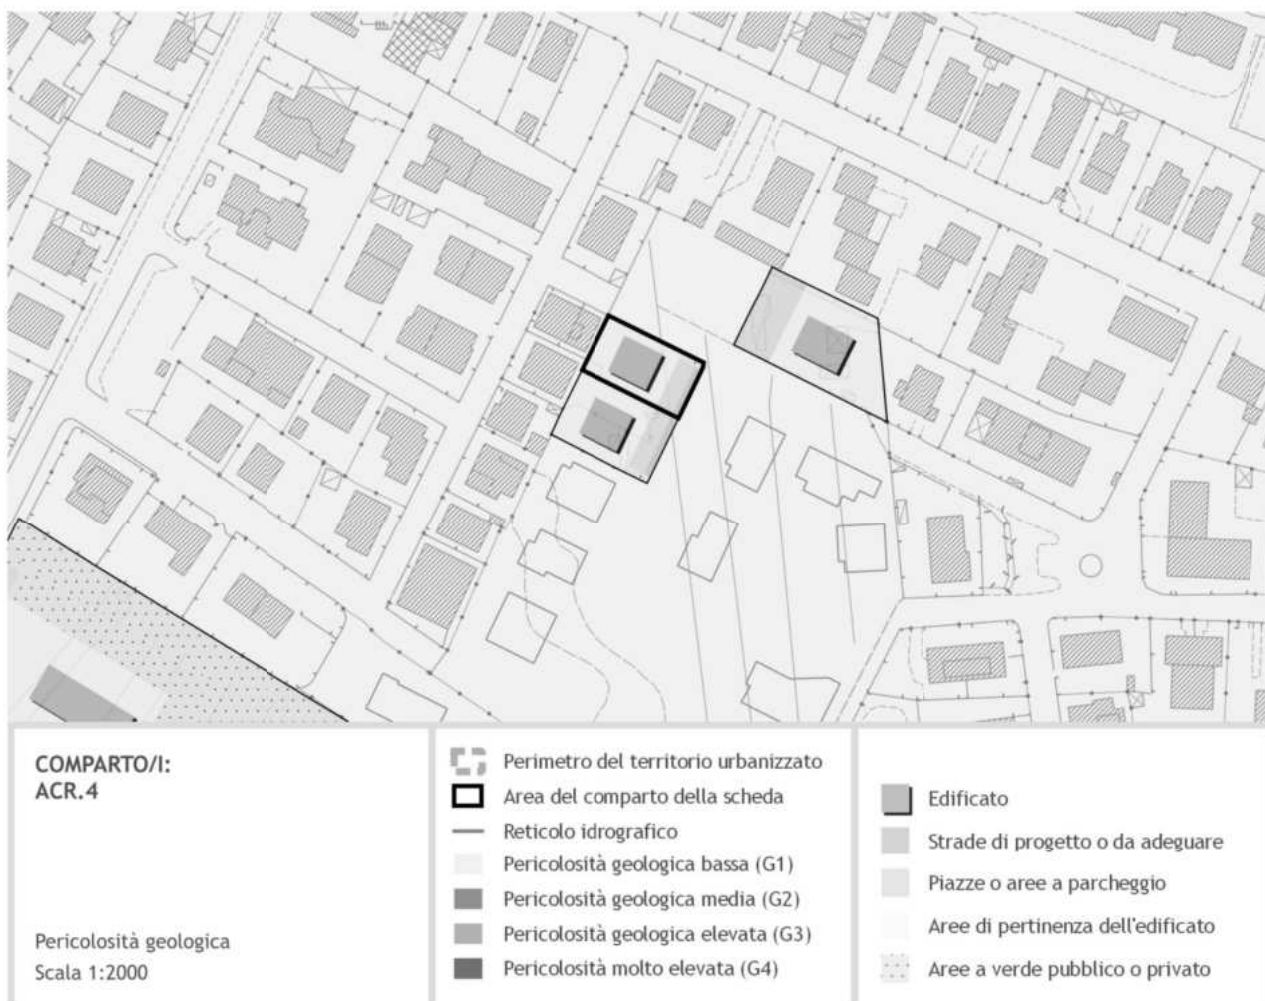 COMPARTO/I:
ACR.4
Pericolosità geologica
Scala 1:2000
Perimetro del territorio urbanizzato
Area del comparto della scheda
Reticolo idrografico
Pericolosità geologica bassa (G1)
Pericolosità geologica media (G2)
Pericolosità geologica elevata (G3)
Pericolosità molto elevata (G4)
Edificato
Strade di progetto o da adeguare
Piazze o aree a parcheggio
Aree di pertinenza dell'edificato
Aree a verde pubblico o privato